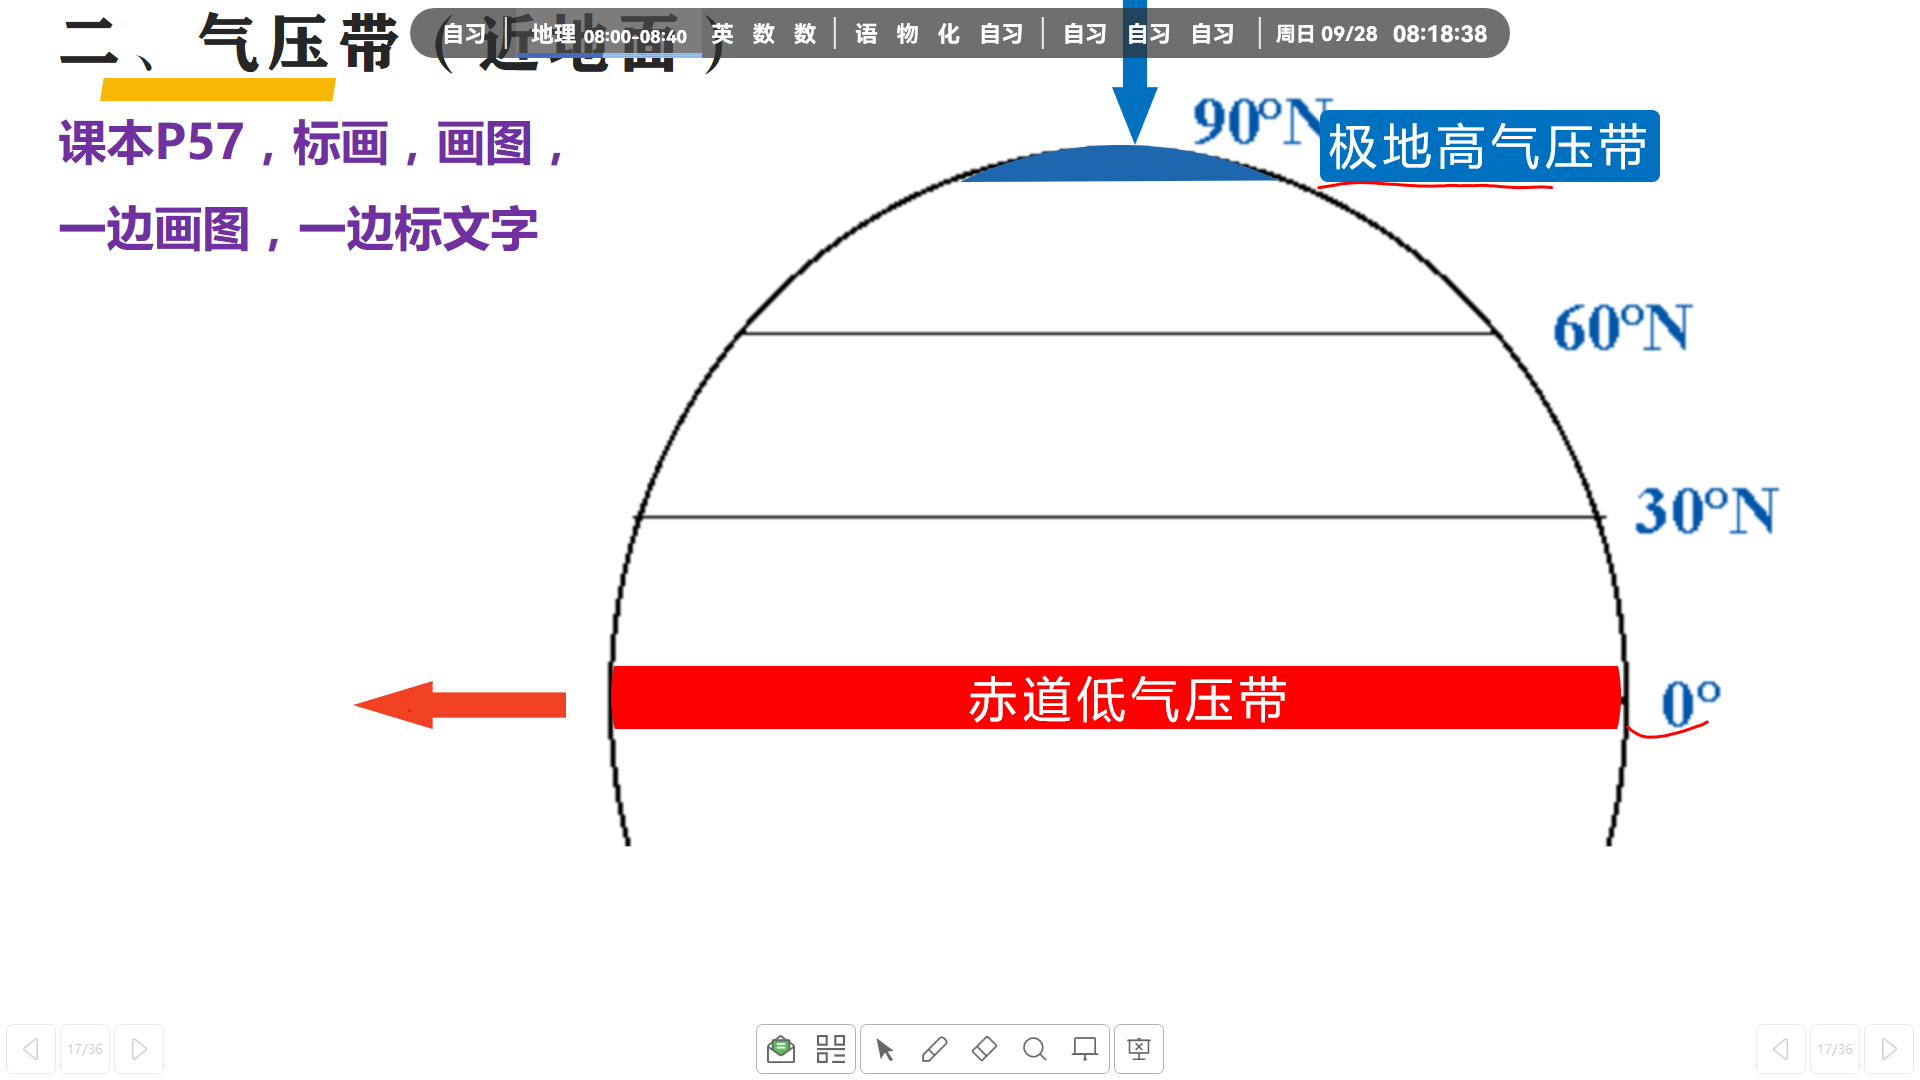 二、气压带（近地面）
自习 地理 08:00-08:40 英 数 数 语 物 化 自习 自习 自习 自习 周日 09/28 08:18:38
课本P57，标画，画图，
一边画图，一边标文字
90°N
极地高气压带
60°N
30°N
赤道低气压带
0°
17/36
17/36